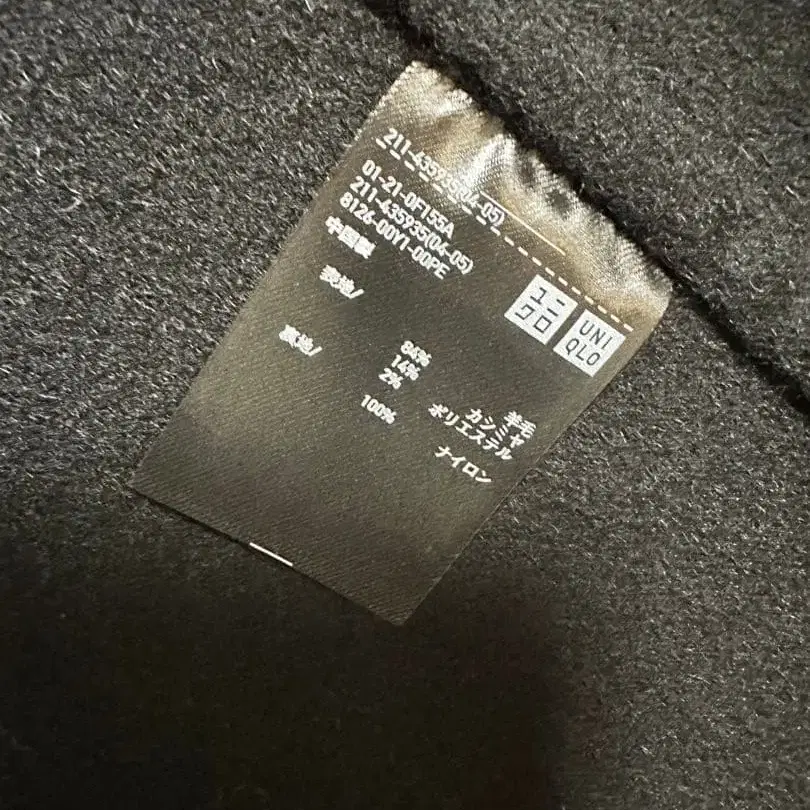 211-435935(04-05)
01-21-0F155A
211-435935(04-05)
8126-00Y1-00PE
中国製
ユニ
クロ
UNI
QLO
表地/
84% 羊毛
14% カシミヤ
2% ポリエステル
裏地/
100% ナイロン